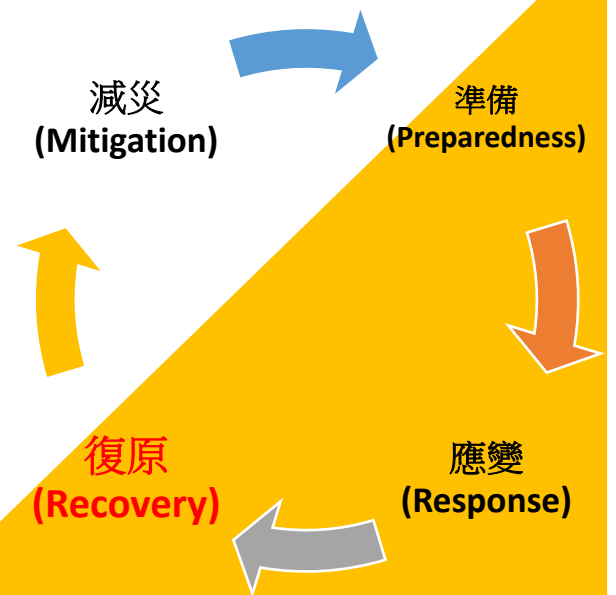 減災
(Mitigation)
準備
(Preparedness)
復原
(Recovery)
應變
(Response)